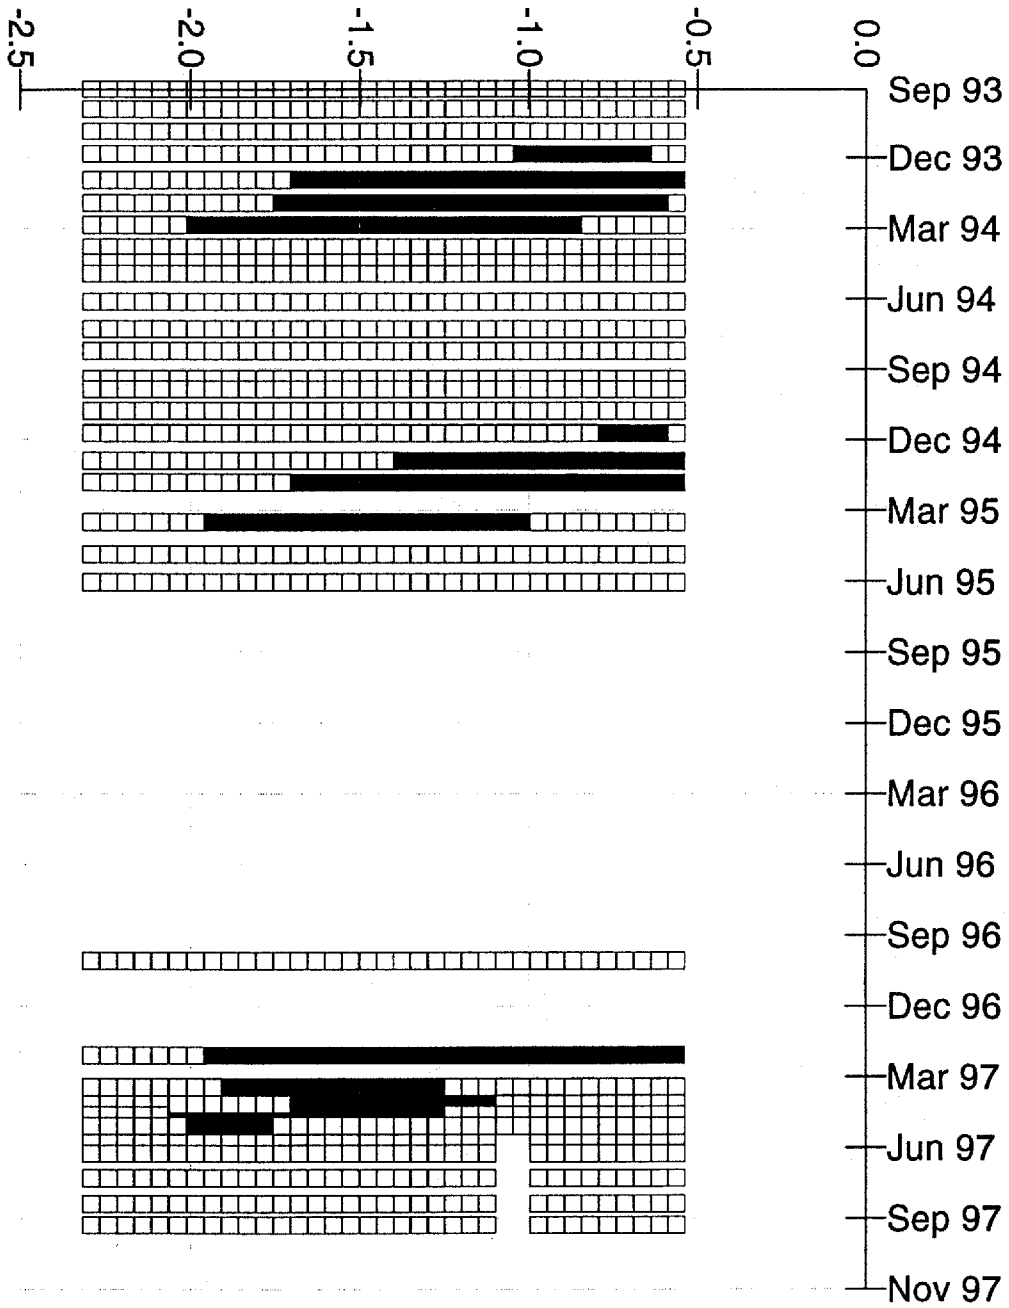 -2.5
-2.0
-1.5
-1.0
-0.5
0.0
Sep 93
Dec 93
Mar 94
Jun 94
Sep 94
Dec 94
Mar 95
Jun 95
Sep 95
Dec 95
Mar 96
Jun 96
Sep 96
Dec 96
Mar 97
Jun 97
Sep 97
Nov 97